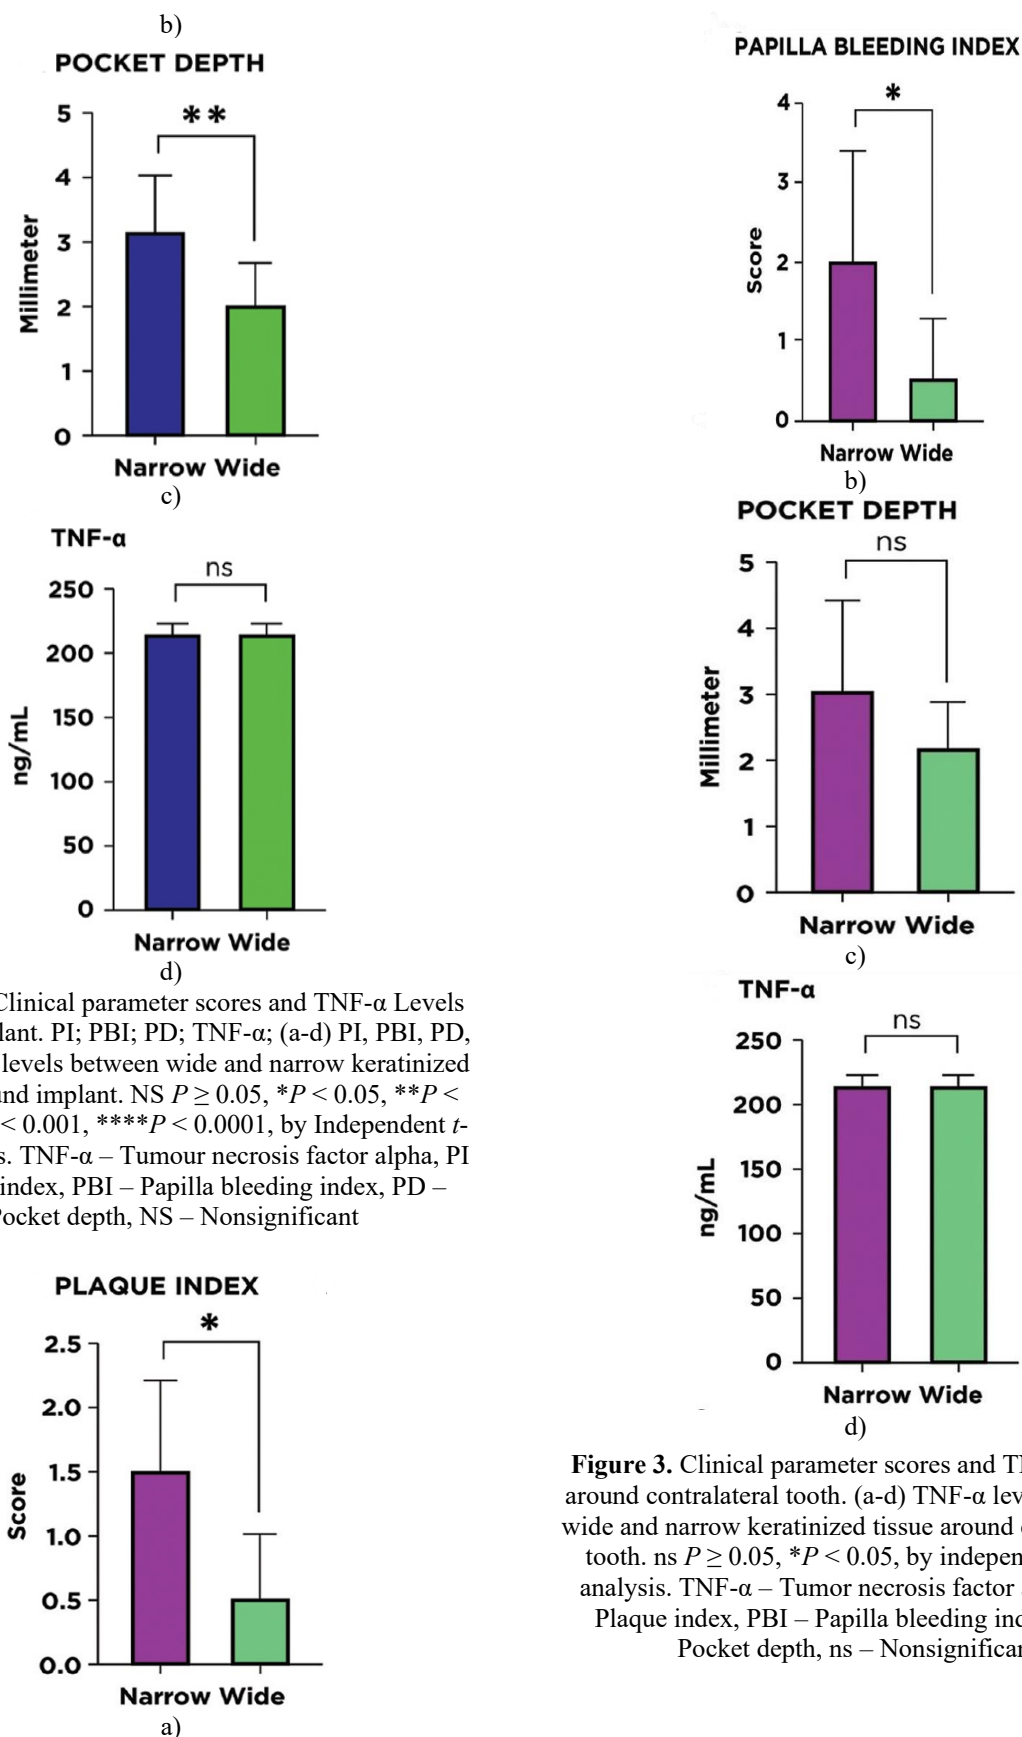 b)
POCKET DEPTH
**
5
4
3
2
1
0
Millimeter
Narrow Wide
c)
TNF-α
ns
250
200
150
100
50
0
ng/mL
Narrow Wide
d)
Clinical parameter scores and TNF-α Levels
PI; PBI; PD; TNF-α; (a-d) PI, PBI, PD,
levels between wide and narrow keratinized
implant. NS P ≥ 0.05, *P < 0.05, **P <
< 0.001, ****P < 0.0001, by Independent t-
TNF-α – Tumour necrosis factor alpha, PI
index, PBI – Papilla bleeding index, PD –
Pocket depth, NS – Nonsignificant
PLAQUE INDEX
*
2.5
2.0
1.5
1.0
0.5
0.0
Score
Narrow Wide
a)
PAPILLA BLEEDING INDEX
*
4
3
2
1
0
Score
Narrow Wide
b)
POCKET DEPTH
ns
5
4
3
2
1
0
Millimeter
Narrow Wide
c)
TNF-α
ns
250
200
150
100
50
0
ng/mL
Narrow Wide
d)
Figure 3. Clinical parameter scores and
around contralateral tooth. (a-d) TNF-α
wide and narrow keratinized tissue around
tooth. ns P ≥ 0.05, *P < 0.05, by
analysis. TNF-α – Tumor necrosis factor
Plaque index, PBI – Papilla bleeding
Pocket depth, ns –